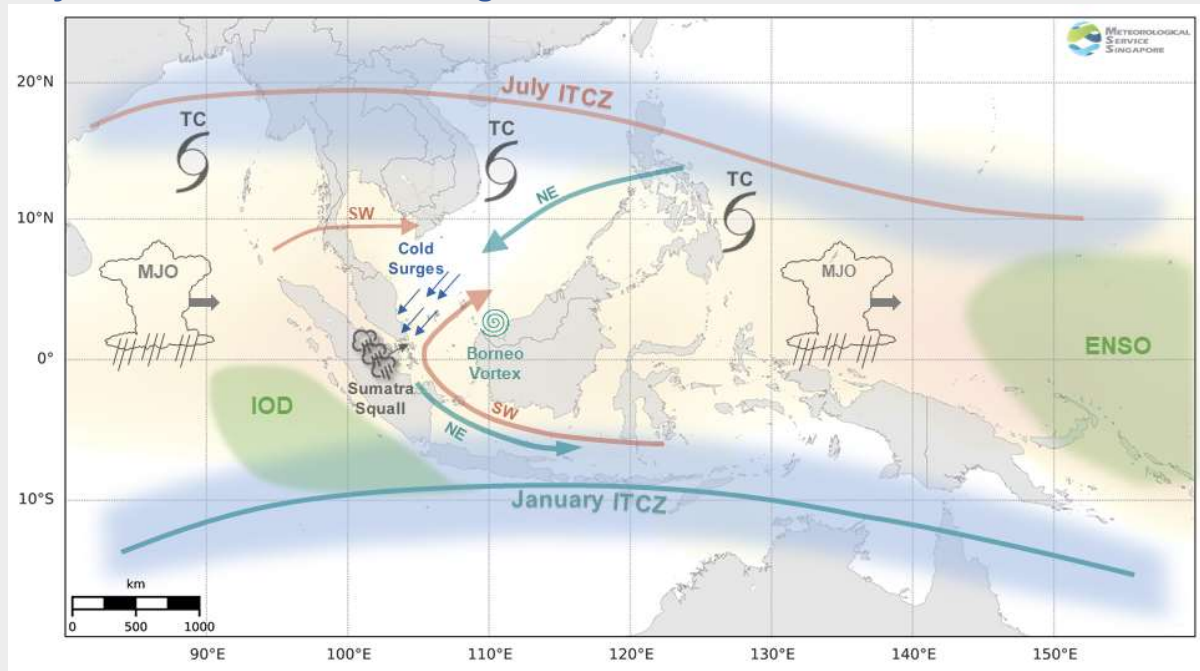 METEOROLOGICAL
SERVICE
SINGAPORE
20°N
July ITCZ
TC
TC
TC
NE
10°N
SW
Cold
Surges
MJO
MJO
0°
ENSO
Borneo
Vortex
Sumatra
Squall
IOD
SW
NE
10°S
January ITCZ
km
0 500 1000
90°E 100°E 110°E 120°E 130°E 140°E 150°E